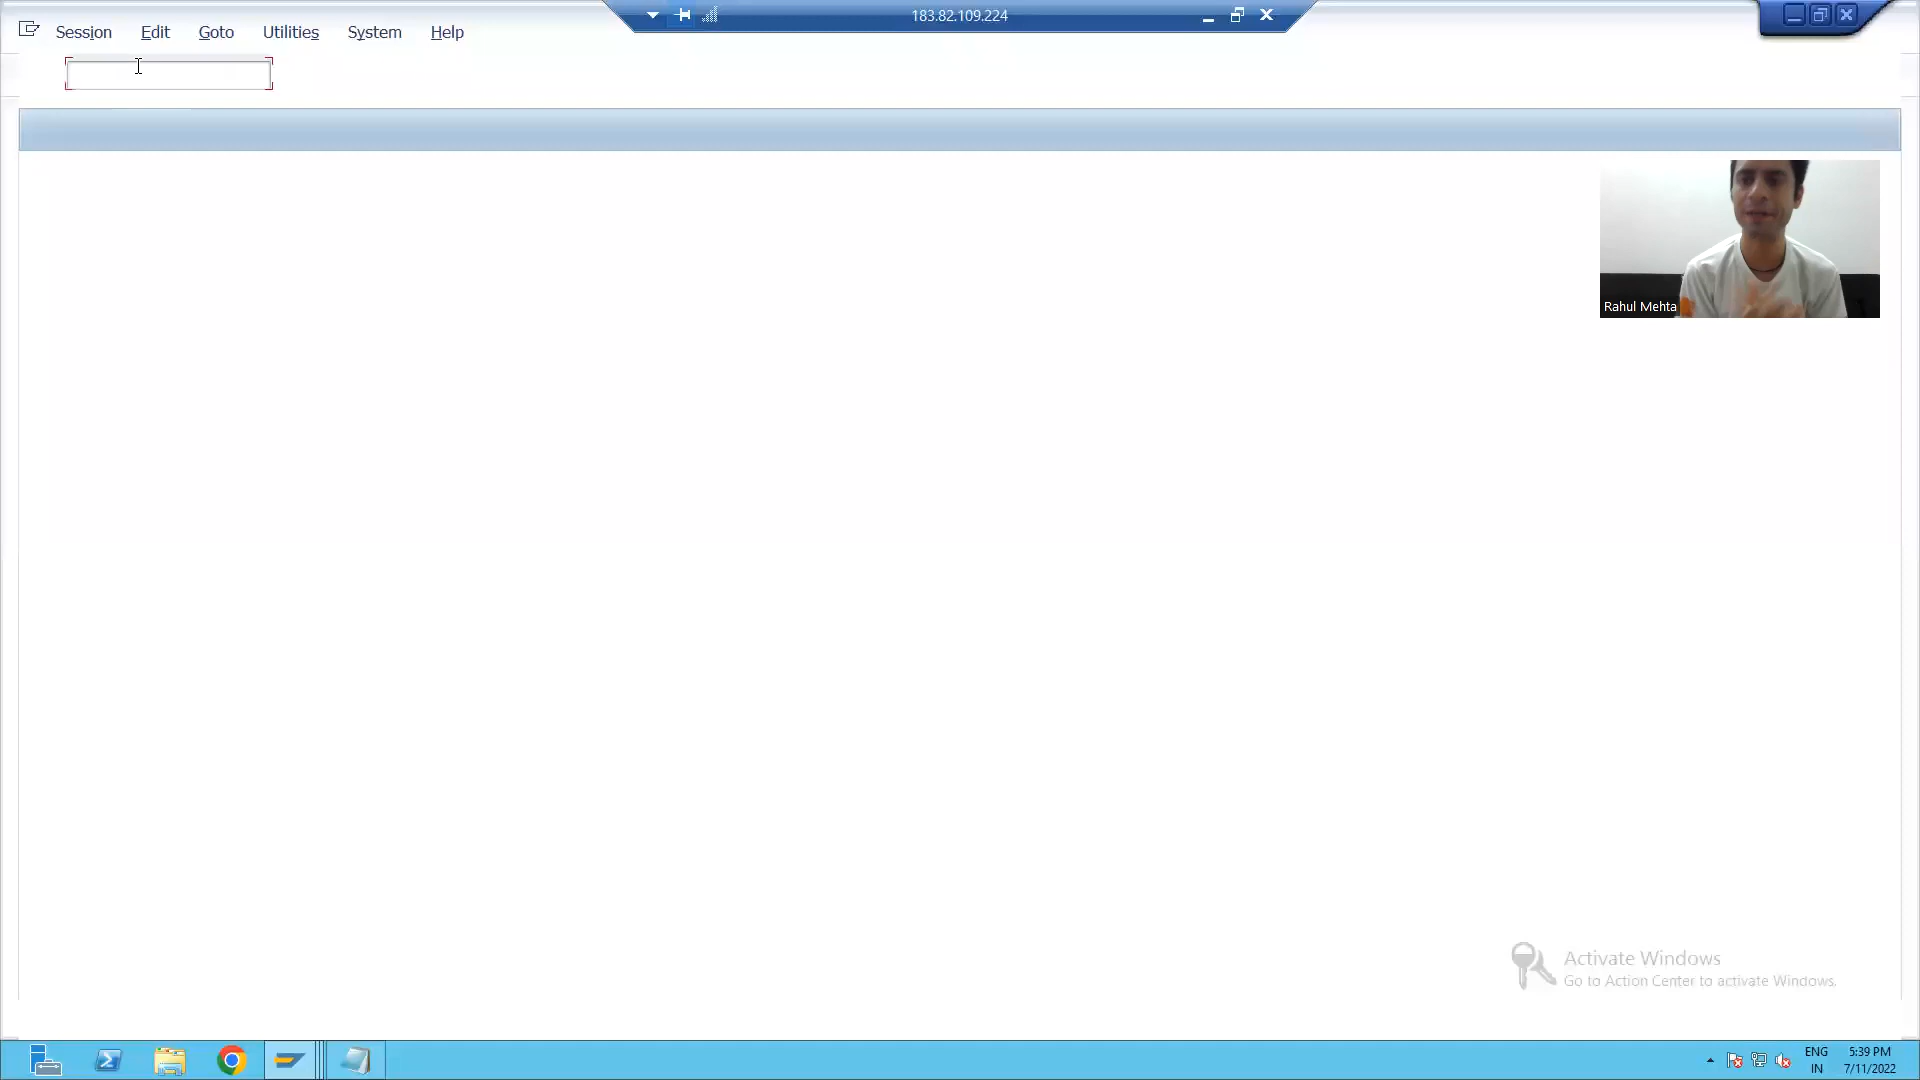 183.82.109.224
Session Edit Goto Utilities System Help
Rahul Mehta
Activate Windows
Go to Action Center to activate Windows.
ENG 5:39 PM
IN 7/11/2022